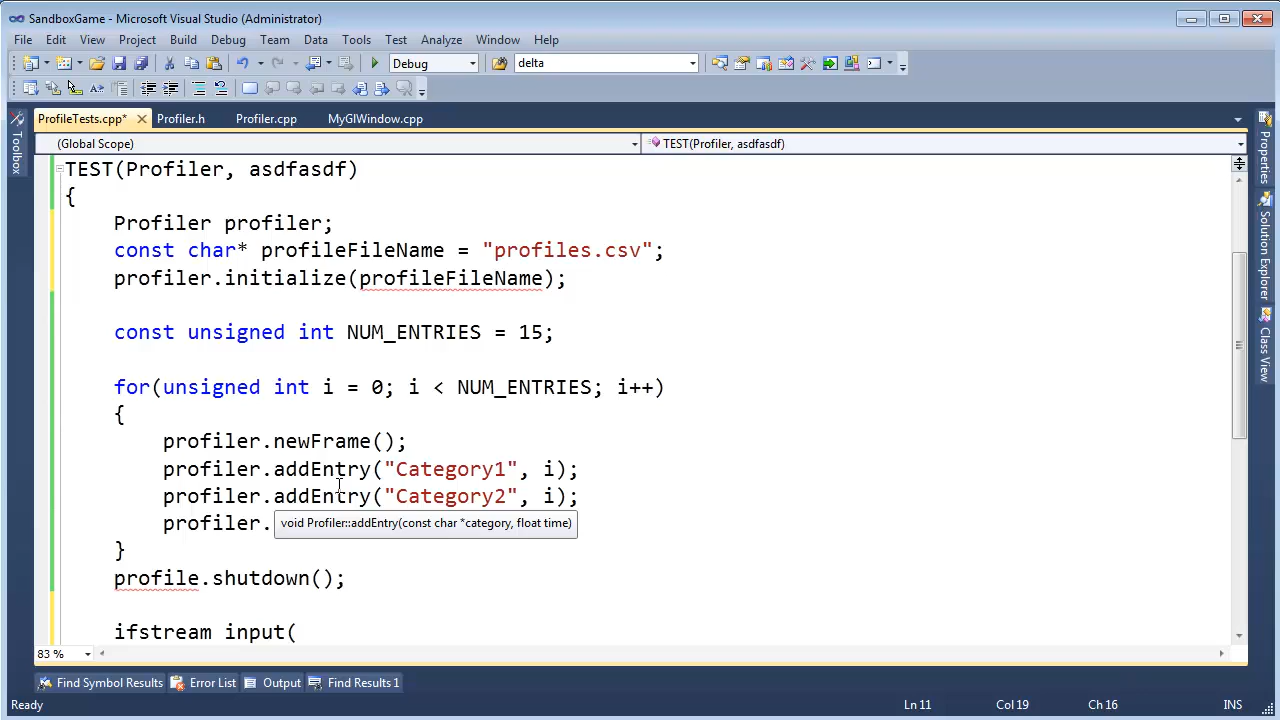 SandboxGame - Microsoft Visual Studio (Administrator)
File Edit View Project Build Debug Team Data Tools Test Analyze Window Help
Debug delta
ProfileTests.cpp* Profiler.h Profiler.cpp MyGlWindow.cpp
(Global Scope) TEST(Profiler, asdfasdf)
Toolbox
Properties
Solution Explorer
Class View
TEST(Profiler, asdfasdf)
{
Profiler profiler;
const char* profileFileName = "profiles.csv";
profiler.initialize(profileFileName);
const unsigned int NUM_ENTRIES = 15;
for(unsigned int i = 0; i < NUM_ENTRIES; i++)
{
profiler.newFrame();
profiler.addEntry("Category1", i);
profiler.addEntry("Category2", i);
profiler. void Profiler::addEntry(const char *category, float time)
}
profile.shutdown();
ifstream input(
83 %
Find Symbol Results Error List Output Find Results 1
Ready Ln 11 Col 19 Ch 16 INS